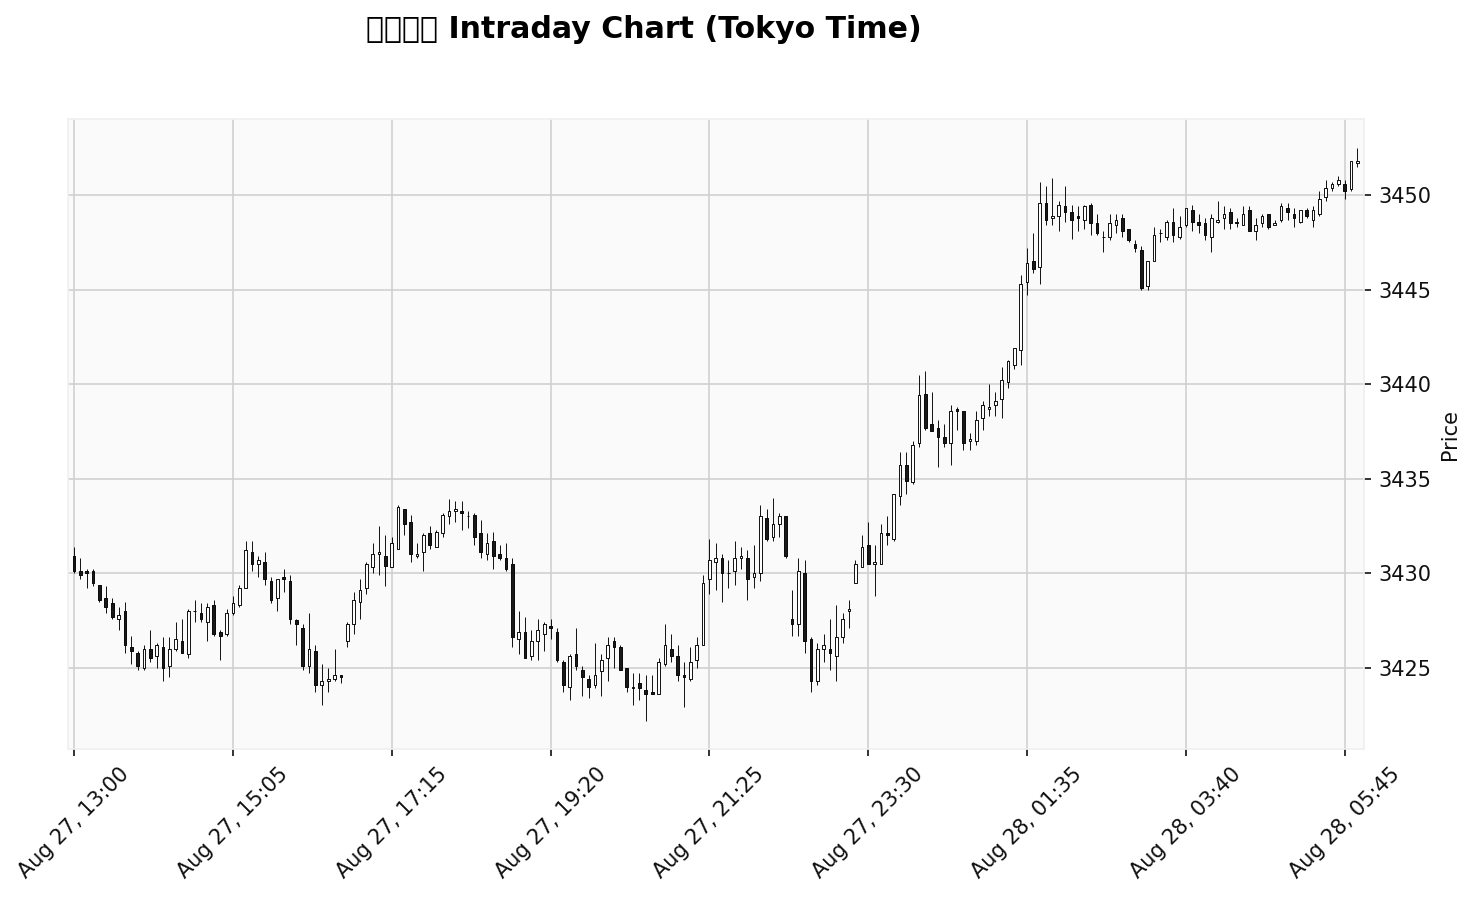 Intraday Chart (Tokyo Time)
3450
3445
3440
3435
3430
3425
Price
Aug 27, 13:00
Aug 27, 15:05
Aug 27, 17:15
Aug 27, 19:20
Aug 27, 21:25
Aug 27, 23:30
Aug 28, 01:35
Aug 28, 03:40
Aug 28, 05:45